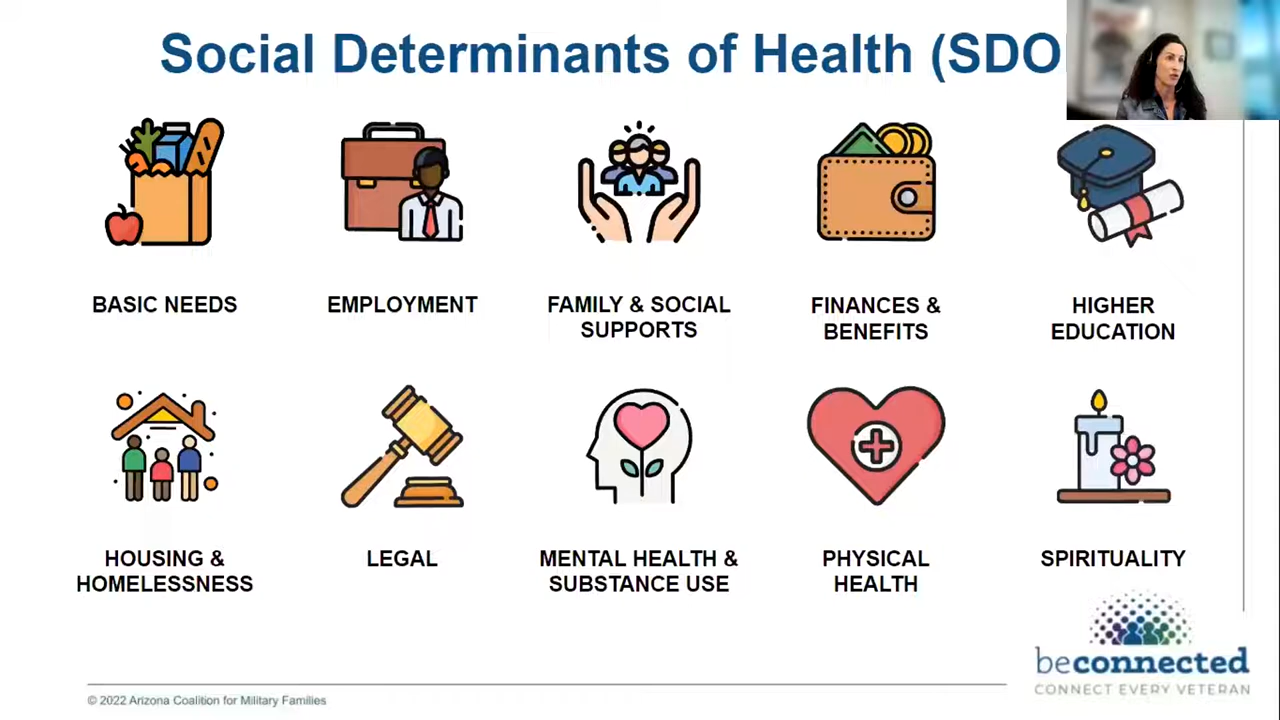 Social Determinants of Health (SDO
BASIC NEEDS
EMPLOYMENT
FAMILY & SOCIAL
SUPPORTS
FINANCES &
BENEFITS
HIGHER
EDUCATION
HOUSING &
HOMELESSNESS
LEGAL
MENTAL HEALTH &
SUBSTANCE USE
PHYSICAL
HEALTH
SPIRITUALITY
beconnected
CONNECT EVERY VETERAN
© 2022 Arizona Coalition for Military Families